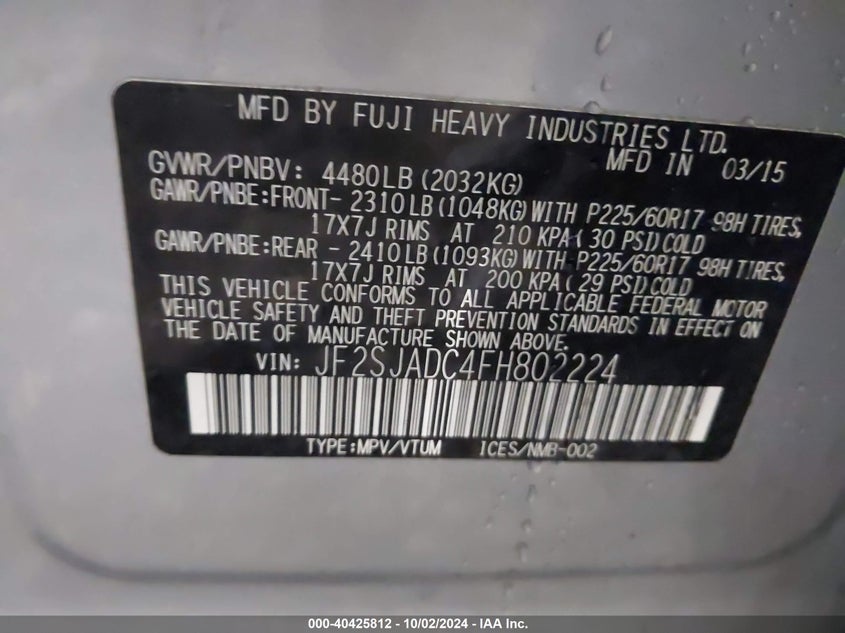 MFD BY FUJI HEAVY INDUSTRIES LTD.
MFD IN 03/15
GVWR/PNBV: 4480LB (2032KG)
GAWR/PNBE:FRONT- 2310LB (1048KG) WITH P225/60R17 98H TIRES,
17X7J RIMS AT 210 KPA (30 PSI) COLD
GAWR/PNBE:REAR - 2410LB (1093KG) WITH P225/60R17 98H TIRES,
17X7J RIMS AT 200 KPA (29 PSI) COLD
THIS VEHICLE CONFORMS TO ALL APPLICABLE FEDERAL MOTOR
VEHICLE SAFETY AND THEFT PREVENTION STANDARDS IN EFFECT ON
THE DATE OF MANUFACTURE SHOWN ABOVE.
VIN: JF2SJADC4FH802224
TYPE:MPV/VTUM ICES/NMB-002
000-40425812 - 10/02/2024 - IAA Inc.